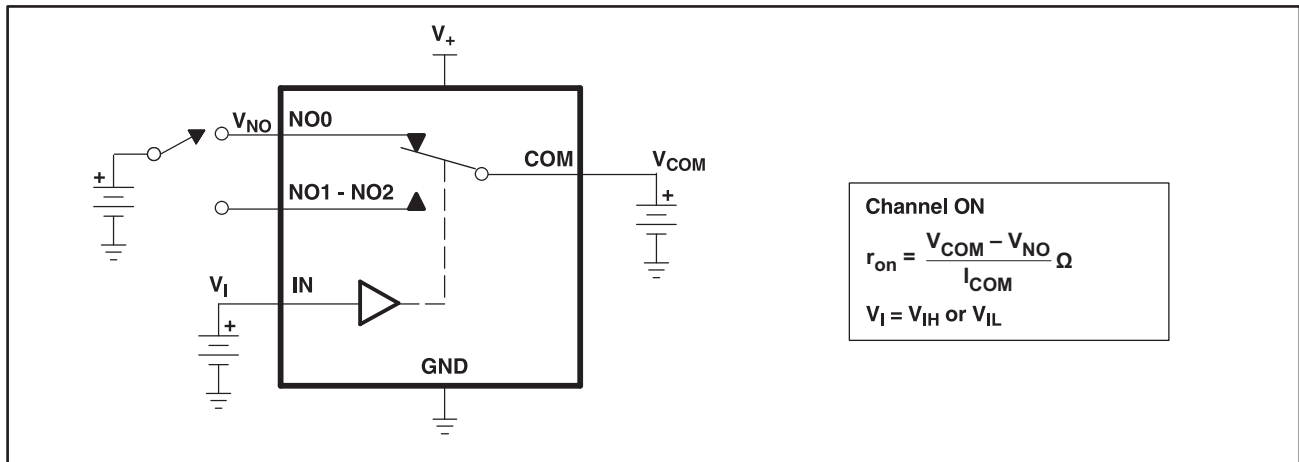 V+
VNO NO0
COM VCOM
+
NO1 - NO2
+
VI IN
+
GND
Channel ON
ron = VCOM – VNO / ICOM Ω
VI = VIH or VIL